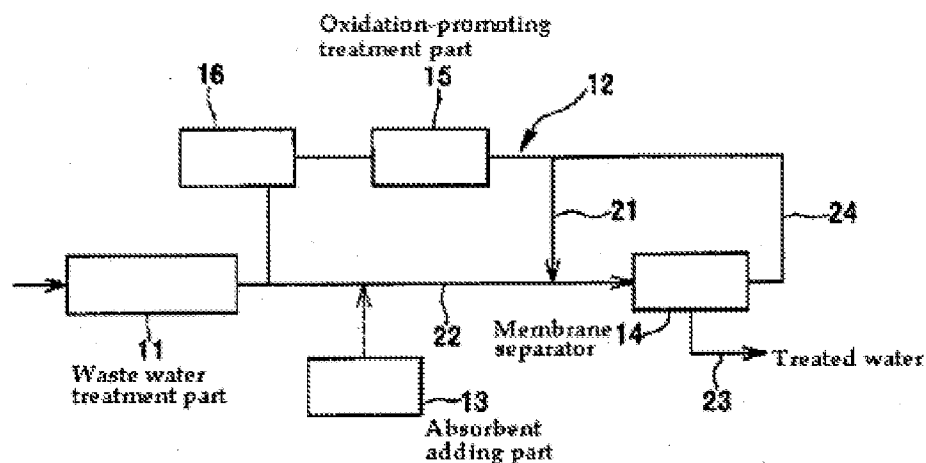 Oxidation-promoting
treatment part
16
15
12
21
24
11
Waste water
treatment part
22
Membrane
separator
14
Treated water
23
13
Absorbent
adding part